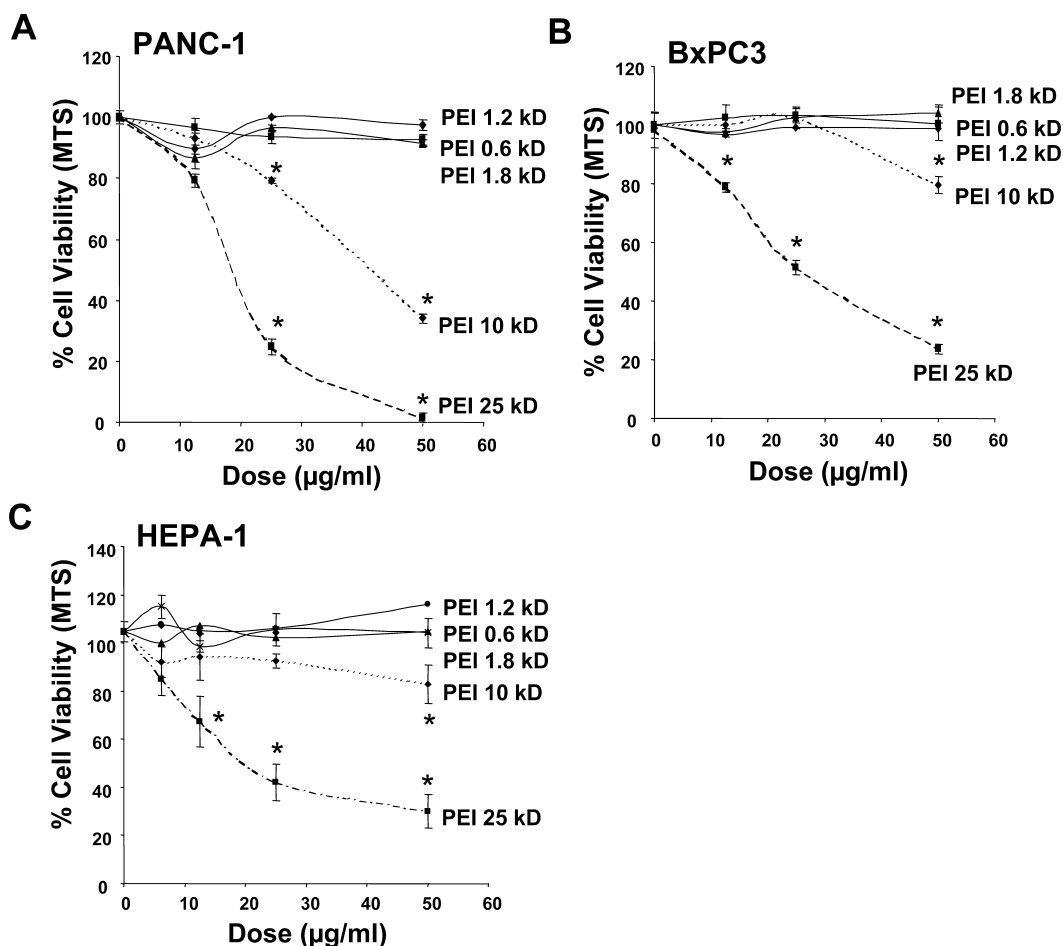 A
PANC-1
120
100
80
60
40
20
0
% Cell Viability (MTS)
PEI 1.2 kD
PEI 0.6 kD
PEI 1.8 kD
*
*
PEI 10 kD
*
*
PEI 25 kD
0 10 20 30 40 50 60
Dose (µg/ml)
B
BxPC3
120
100
80
60
40
20
0
% Cell Viability (MTS)
PEI 1.8 kD
PEI 0.6 kD
PEI 1.2 kD
*
*
PEI 10 kD
*
*
PEI 25 kD
0 10 20 30 40 50 60
Dose (µg/ml)
C
HEPA-1
140
120
100
80
60
40
20
0
% Cell Viability (MTS)
PEI 1.2 kD
PEI 0.6 kD
PEI 1.8 kD
PEI 10 kD
*
*
*
*
PEI 25 kD
0 10 20 30 40 50 60
Dose (µg/ml)